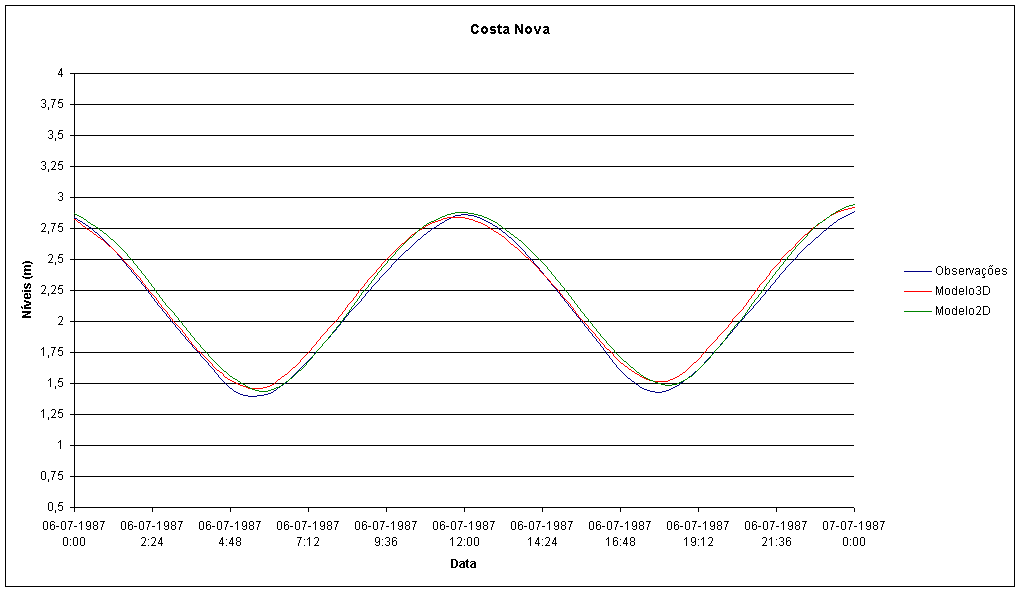 Costa Nova
4
3,75
3,5
3,25
3
2,75
2,5
2,25
2
1,75
1,5
1,25
1
0,75
0,5
Níveis (m)
06-07-1987 06-07-1987 06-07-1987 06-07-1987 06-07-1987 06-07-1987 06-07-1987 06-07-1987 06-07-1987 06-07-1987 07-07-1987
0:00 2:24 4:48 7:12 9:36 12:00 14:24 16:48 19:12 21:36 0:00
Data
Observações
Modelo3D
Modelo2D